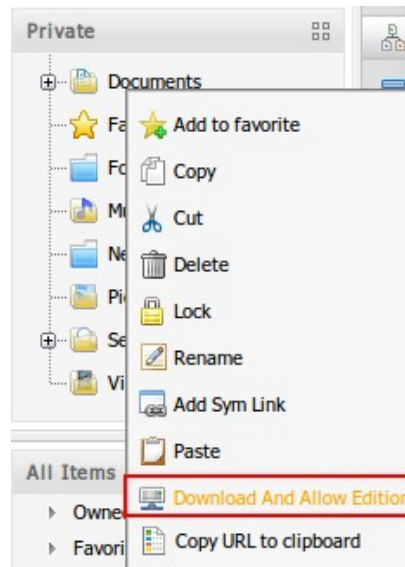 Private
Documents
Fa
Add to favorite
Fo
Copy
Mu
Cut
Ne
Delete
Pi
Lock
Se
Rename
Vi
Add Sym Link
Paste
All Items
Download And Allow Edition
Owne
Copy URL to clipboard
Favori